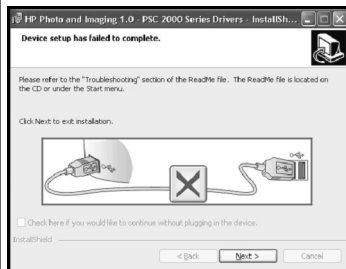 HP Photo and Imaging 1.0 - PSC 2000 Series Drivers - InstallSh...
Device setup has failed to complete.
Please refer to the "Troubleshooting" section of the ReadMe file. The ReadMe file is located on
the CD or under the Start menu.
Click Next to exit installation.
Check here if you would like to continue without plugging in the device.
InstallShield
< Back
Next >
Cancel